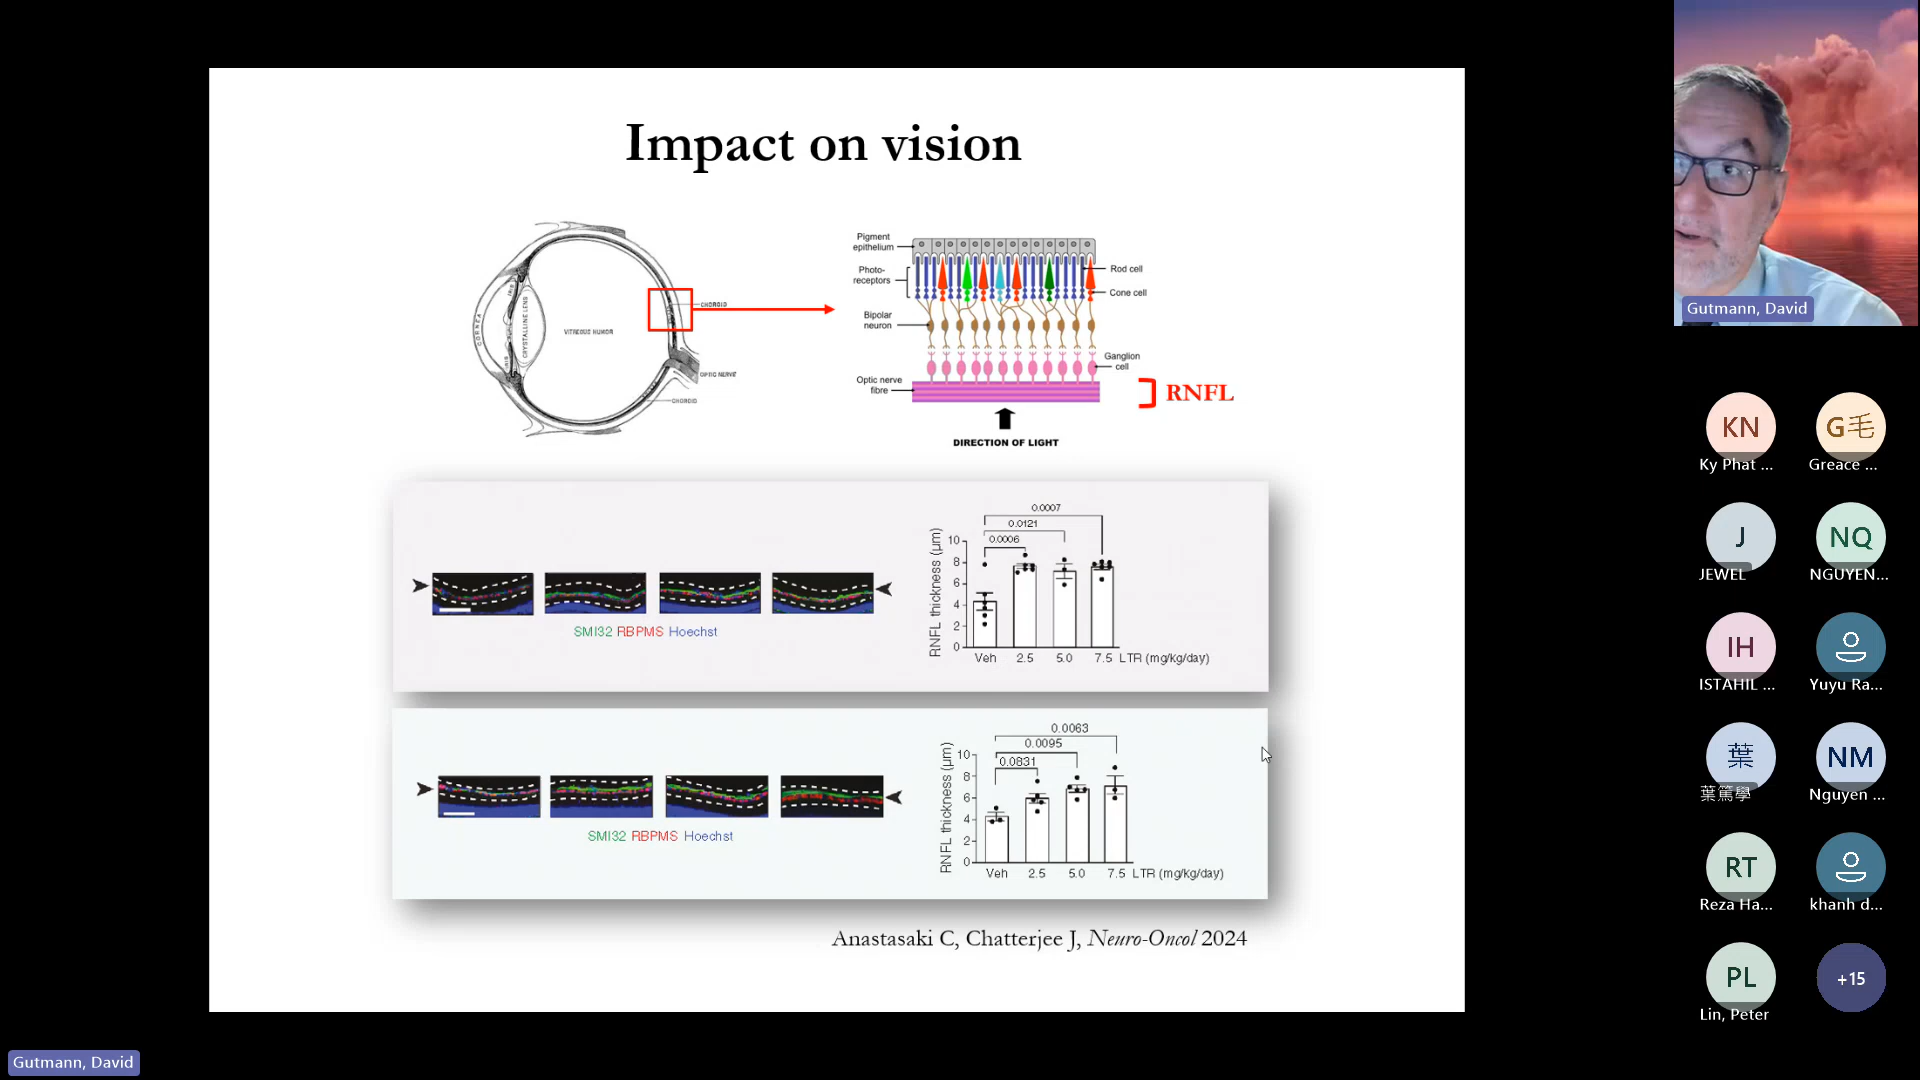 Impact on vision
CORNEA
IRIS
CRYSTALLINE LENS
IRIS
VITREOUS HUMOR
CHOROID
OPTIC NERVE
CHOROID
Pigment
epithelium
Photo-
receptors
Bipolar
neuron
Optic nerve
fibre
Rod cell
Cone cell
Ganglion
cell
RNFL
DIRECTION OF LIGHT
SMI32 RBPMS Hoechst
RNFL thickness (μm)
10
8
6
4
2
0
0.0007
0.0121
0.0006
Veh 2.5 5.0 7.5 LTR (mg/kg/day)
SMI32 RBPMS Hoechst
RNFL thickness (μm)
10
8
6
4
2
0
0.0063
0.0095
0.0831
Veh 2.5 5.0 7.5 LTR (mg/kg/day)
Anastasaki C, Chatterjee J, Neuro-Oncol 2024
Gutmann, David
KN
Ky Phat ...
G毛
Greace ...
J
JEWEL
NQ
NGUYEN...
IH
ISTAHIL ...
Yuyu Ra...
葉
葉篤學
NM
Nguyen ...
RT
Reza Ha...
khanh d...
PL
Lin, Peter
+15
Gutmann, David